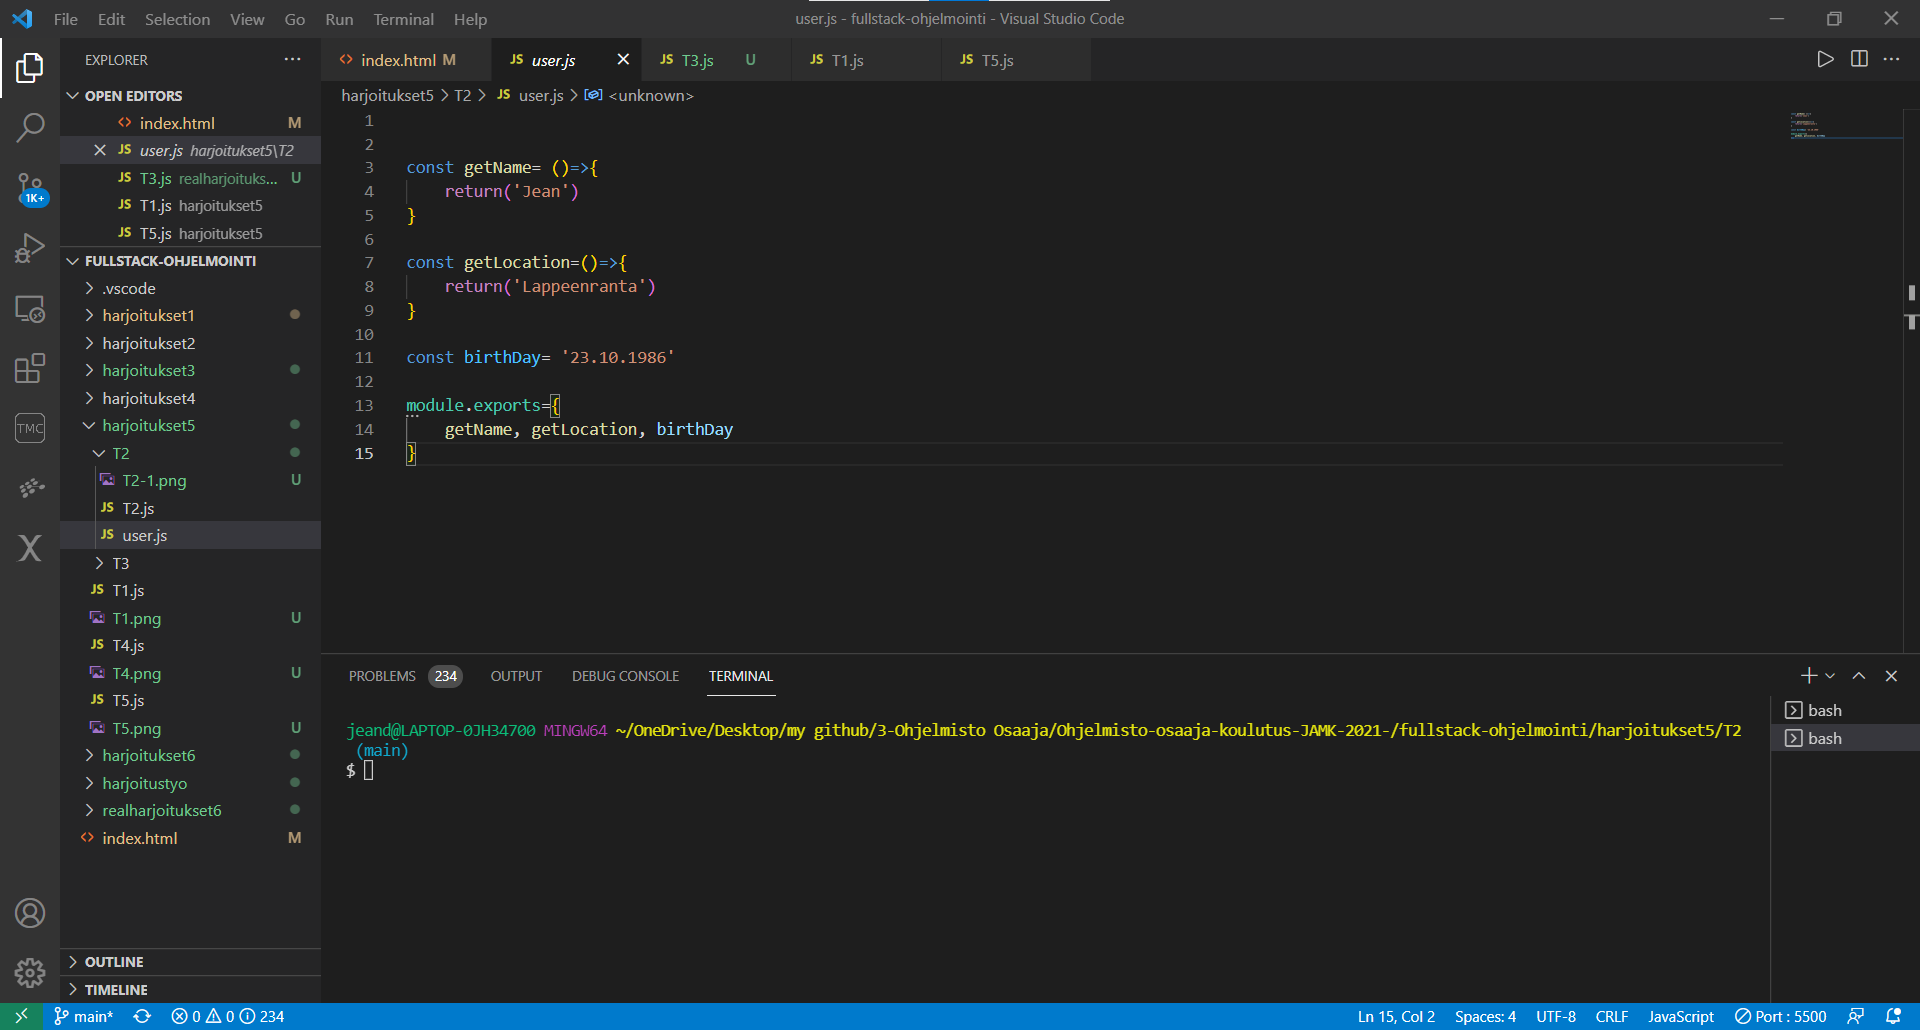 File Edit Selection View Go Run Terminal Help
user.js - fullstack-ohjelmointi - Visual Studio Code
EXPLORER
OPEN EDITORS
index.html M
user.js harjoitukset5\T2
T3.js realharjoituks... U
T1.js harjoitukset5
T5.js harjoitukset5
1K+
TMC
FULLSTACK-OHJELMOINTI
.vscode
harjoitukset1
harjoitukset2
harjoitukset3
harjoitukset4
harjoitukset5
T2
T2-1.png U
JS T2.js
JS user.js
T3
JS T1.js
T1.png U
JS T4.js
T4.png U
JS T5.js
T5.png U
harjoitukset6
harjoitustyo
realharjoitukset6
index.html M
OUTLINE
TIMELINE
index.html M JS user.js JS T3.js U JS T1.js JS T5.js
harjoitukset5 > T2 > JS user.js > <unknown>
1
2
3 const getName= ()=>{
4 return('Jean')
5 }
6
7 const getLocation=()=>{
8 return('Lappeenranta')
9 }
10
11 const birthDay= '23.10.1986'
12
13 module.exports={
14 getName, getLocation, birthDay
15 }
PROBLEMS 234 OUTPUT DEBUG CONSOLE TERMINAL
jeand@LAPTOP-0JH34700 MINGW64 ~/OneDrive/Desktop/my github/3-Ohjelmisto Osaaja/Ohjelmisto-osaaja-koulutus-JAMK-2021-/fullstack-ohjelmointi/harjoitukset5/T2
(main)
$
bash
bash
main* 0 0 234
Ln 15, Col 2 Spaces: 4 UTF-8 CRLF JavaScript Port : 5500